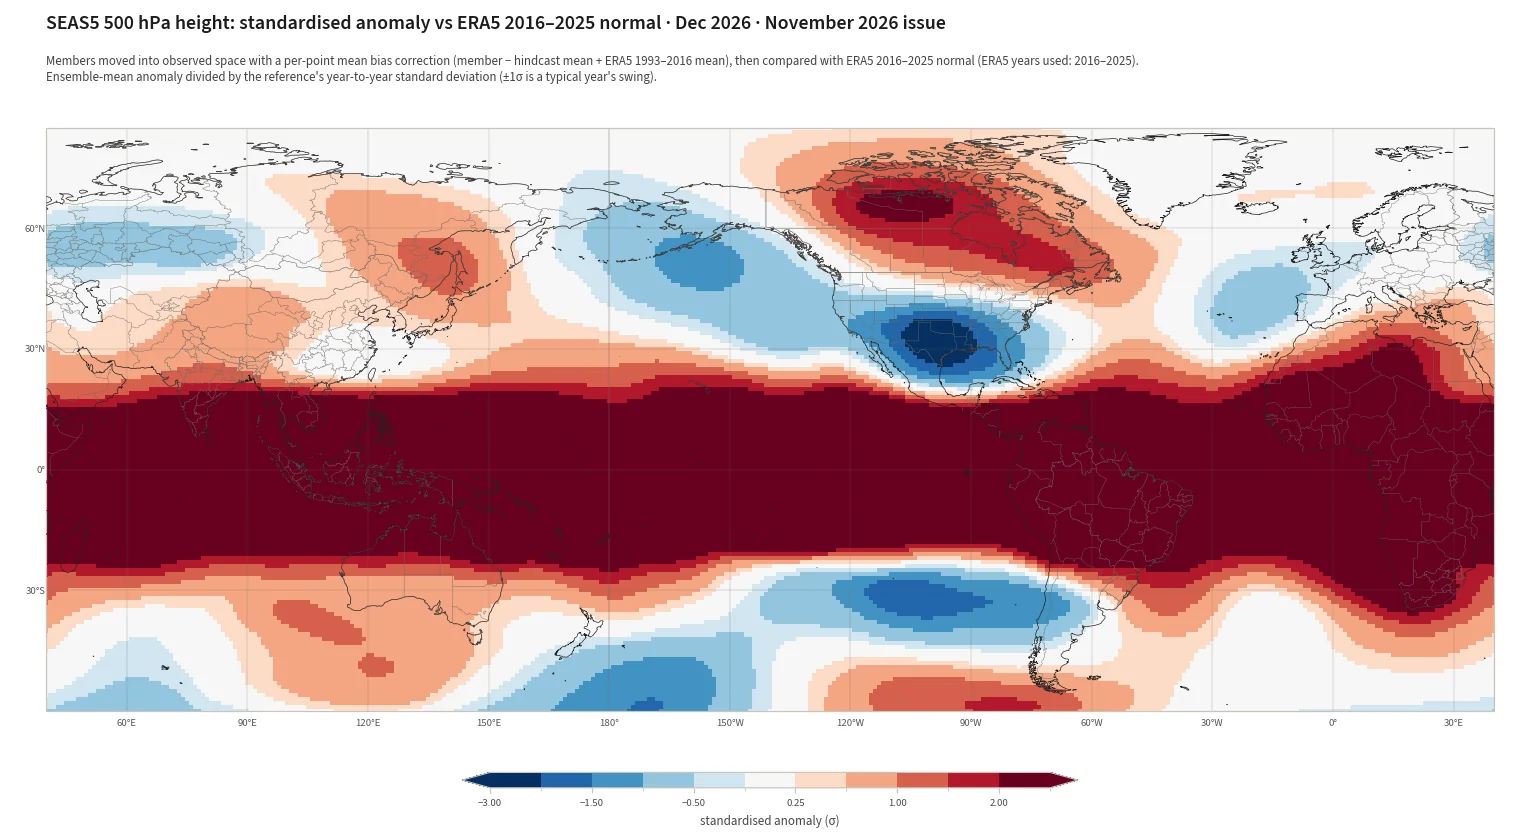 SEAS5 500 hPa height: standardised anomaly vs ERA5 2016–2025 normal · Dec 2026 · November 2026 issue
Members moved into observed space with a per-point mean bias correction (member − hindcast mean + ERA5 1993–2016 mean), then compared with ERA5 2016–2025 normal (ERA5 years used: 2016–2025).
Ensemble-mean anomaly divided by the reference's year-to-year standard deviation (±1σ is a typical year's swing).
60°N
30°N
0°
30°S
60°E 90°E 120°E 150°E 180° 150°W 120°W 90°W 60°W 30°W 0° 30°E
−3.00 −1.50 −0.50 0.25 1.00 2.00
standardised anomaly (σ)